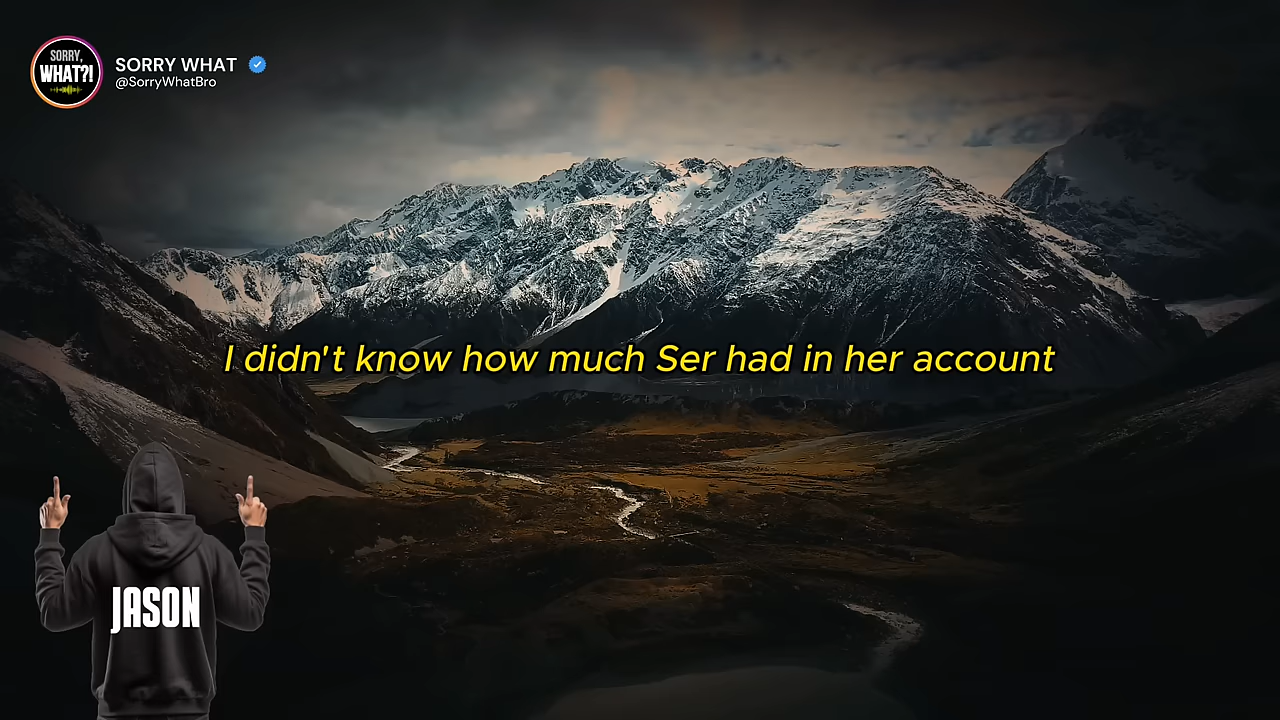 SORRY,
WHAT?!
SORRY WHAT
@SorryWhatBro
I didn't know how much Ser had in her account
JASON